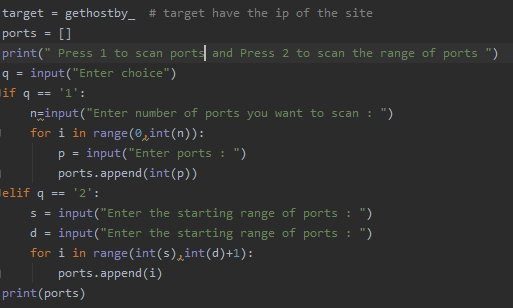 target = gethostby_  # target have the ip of the site
ports = []
print(" Press 1 to scan ports and Press 2 to scan the range of ports ")
q = input("Enter choice")
if q == '1':
    n=input("Enter number of ports you want to scan : ")
    for i in range(0,int(n)):
        p = input("Enter ports : ")
        ports.append(int(p))
elif q == '2':
    s = input("Enter the starting range of ports : ")
    d = input("Enter the starting range of ports : ")
    for i in range(int(s),int(d)+1):
        ports.append(i)
print(ports)